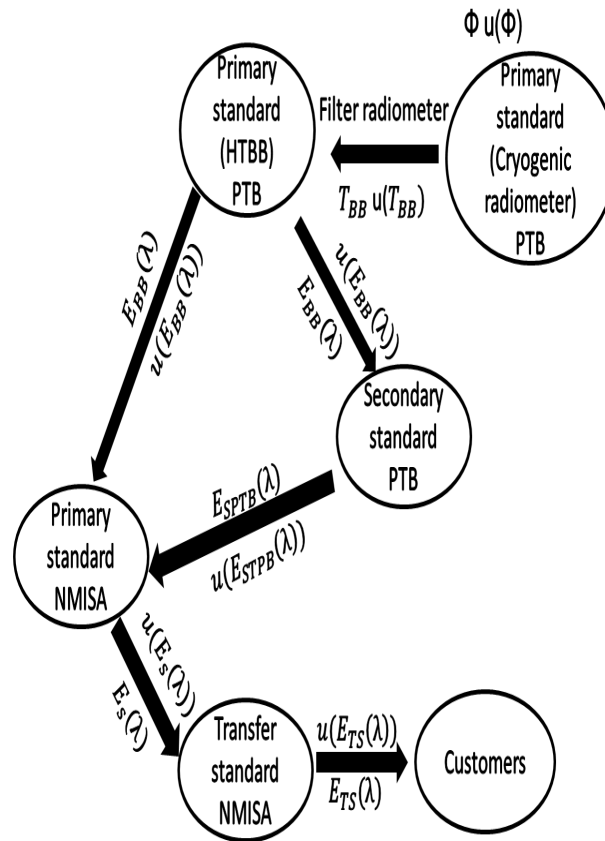 Φ u(Φ)
Primary
standard
(HTBB)
PTB
Filter radiometer
T_BB u(T_BB)
Primary
standard
(Cryogenic
radiometer)
PTB
E_BB(λ)
u(E_BB(λ))
u(E_BB(λ))
E_BB(λ)
Secondary
standard
PTB
E_SPTB(λ)
u(E_STPB(λ))
Primary
standard
NMISA
u(E_s(λ))
E_s(λ)
Transfer
standard
NMISA
u(E_TS(λ))
E_TS(λ)
Customers